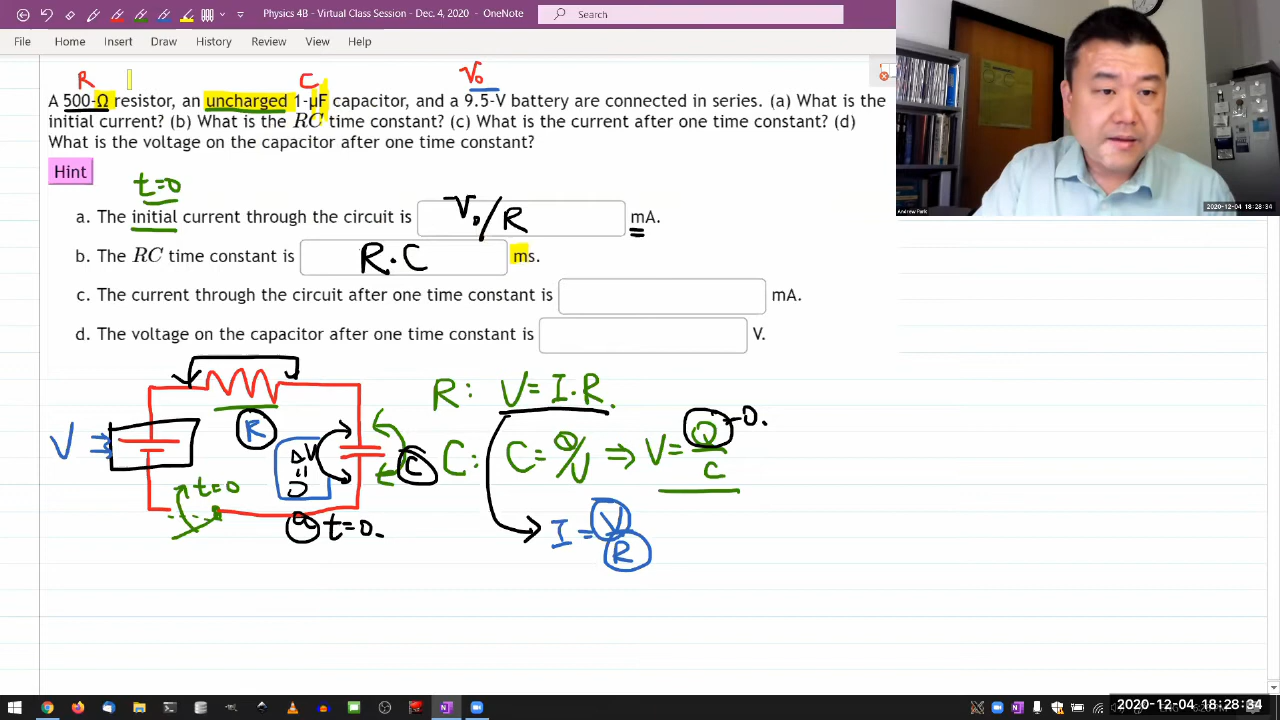 Physics 4B - Virtual Class Session - Dec. 4, 2020 - OneNote
Search
File Home Insert Draw History Review View Help
R C V₀
A 500-Ω resistor, an uncharged 1-μF capacitor, and a 9.5-V battery are connected in series. (a) What is the
initial current? (b) What is the RC time constant? (c) What is the current after one time constant? (d)
What is the voltage on the capacitor after one time constant?
Hint
t=0
a. The initial current through the circuit is V₀/R mA.
b. The RC time constant is R·C ms.
c. The current through the circuit after one time constant is mA.
d. The voltage on the capacitor after one time constant is V.
R: V=I·R.
R
V
C
ΔV=0
C: C=Q/V ⇒ V=Q/C
0.
t=0
@t=0.
I=V/R
Andrew Park
2020-12-04 18:28:34
2020-12-04 18:28:34